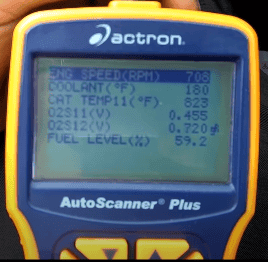 actron
ENG SPEED(RPM) 708
COOLANT(°F) 180
CAT TEMP11(°F) 823
O2S11(V) 0.455
O2S12(V) 0.720
FUEL LEVEL(%) 59.2
AutoScanner® Plus